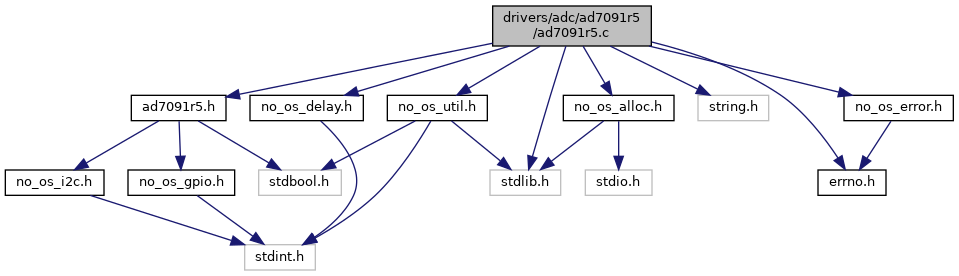 drivers/adc/ad7091r5
/ad7091r5.c
ad7091r5.h
no_os_delay.h
no_os_util.h
no_os_alloc.h
string.h
no_os_error.h
no_os_i2c.h
no_os_gpio.h
stdbool.h
stdlib.h
stdio.h
errno.h
stdint.h